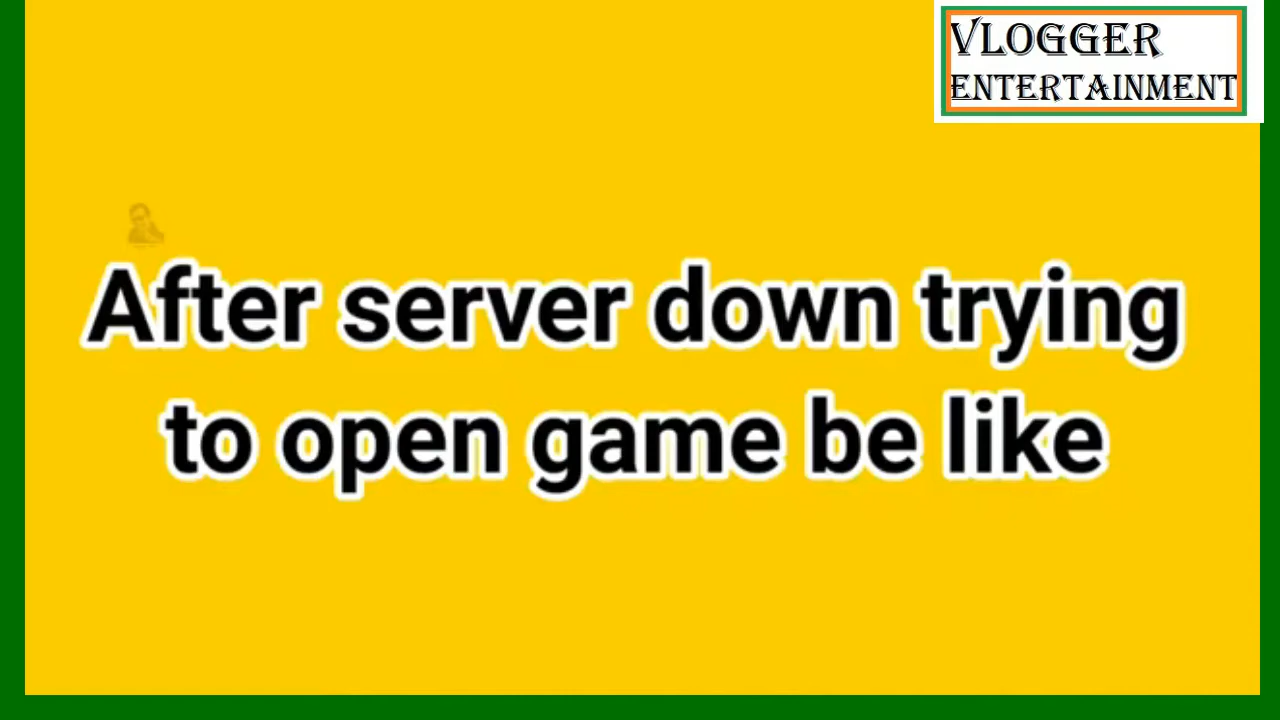 VLOGGER
ENTERTAINMENT
After server down trying
to open game be like